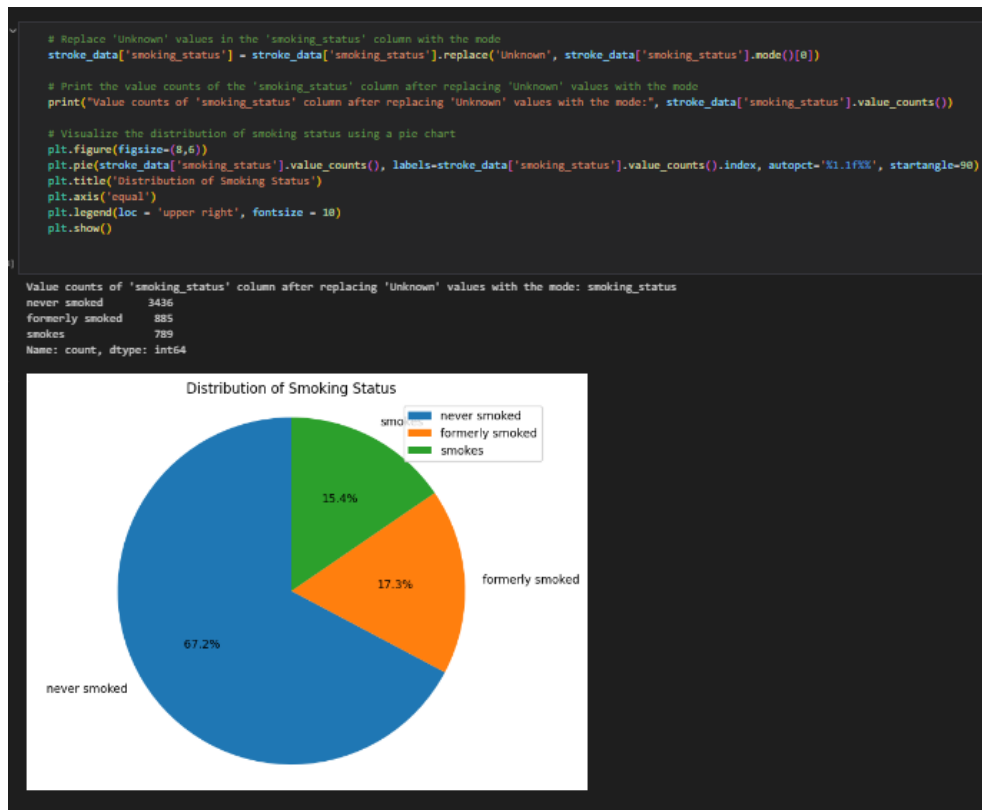 # Replace 'Unknown' values in the 'smoking_status' column with the mode
stroke_data['smoking_status'] = stroke_data['smoking_status'].replace('Unknown', stroke_data['smoking_status'].mode()[0])
# Print the value counts of the 'smoking_status' column after replacing 'Unknown' values with the mode
print("Value counts of 'smoking_status' column after replacing 'Unknown' values with the mode:", stroke_data['smoking_status'].value_counts())
# Visualize the distribution of smoking status using a pie chart
plt.figure(figsize=(8,6))
plt.pie(stroke_data['smoking_status'].value_counts(), labels=stroke_data['smoking_status'].value_counts().index, autopct='%1.1f%%', startangle=90)
plt.title('Distribution of Smoking Status')
plt.axis('equal')
plt.legend(loc = 'upper right', fontsize = 10)
plt.show()
Value counts of 'smoking_status' column after replacing 'Unknown' values with the mode: smoking_status
never smoked 3436
formerly smoked 885
smokes 789
Name: count, dtype: int64
Distribution of Smoking Status
smokes
never smoked
formerly smoked
smokes
15.4%
17.3%
formerly smoked
67.2%
never smoked